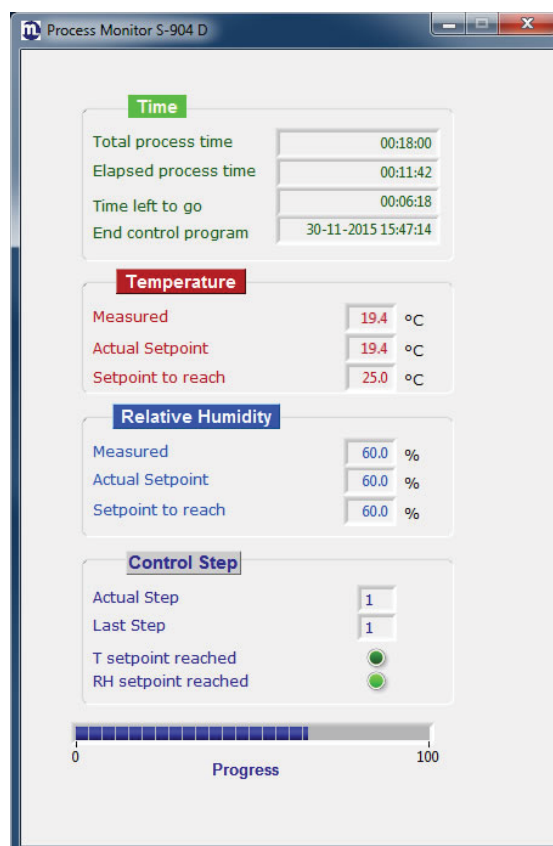 Process Monitor S-904 D
Time
Total process time 00:18:00
Elapsed process time 00:11:42
Time left to go 00:06:18
End control program 30-11-2015 15:47:14
Temperature
Measured 19.4 °C
Actual Setpoint 19.4 °C
Setpoint to reach 25.0 °C
Relative Humidity
Measured 60.0 %
Actual Setpoint 60.0 %
Setpoint to reach 60.0 %
Control Step
Actual Step 1
Last Step 1
T setpoint reached
RH setpoint reached
0 100
Progress